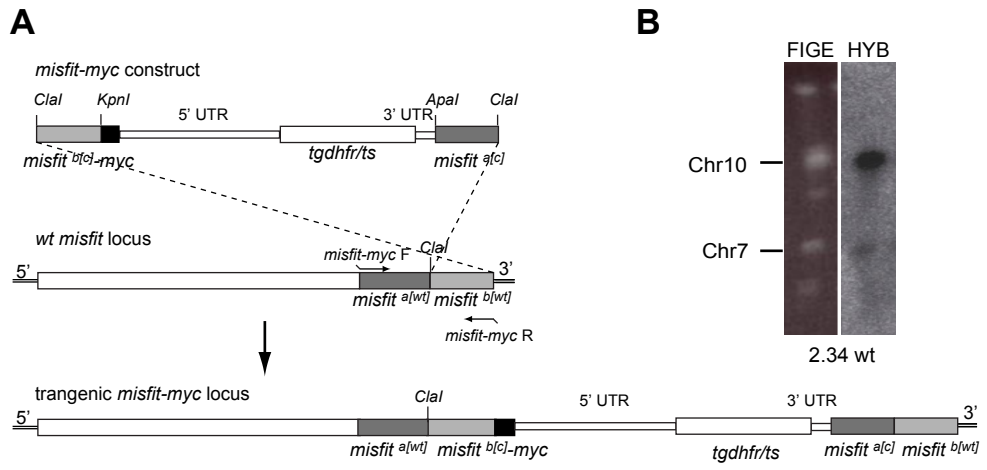 A
misfit-myc construct
ClaI KpnI 5’ UTR 3’ UTR ApaI ClaI
misfit b[c]-myc tgdhfr/ts misfit a[c]
wt misfit locus
misfit-myc F ClaI
5’ 3’
misfit a[wt] misfit b[wt]
misfit-myc R
trangenic misfit-myc locus
ClaI 5’ UTR 3’ UTR
5’ 3’
misfit a[wt] misfit b[c]-myc tgdhfr/ts misfit a[c] misfit b[wt]
B
FIGE HYB
Chr10
Chr7
2.34 wt